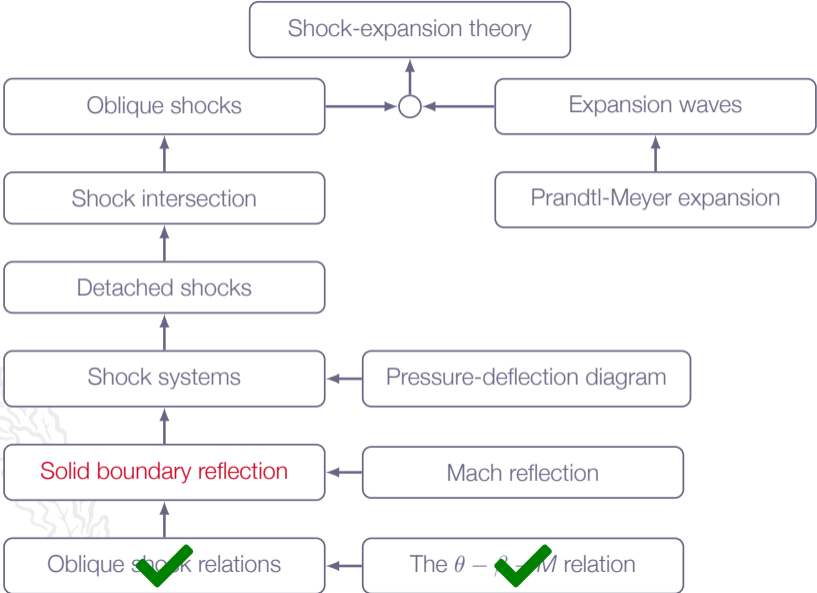 Shock-expansion theory
Oblique shocks
Expansion waves
Shock intersection
Prandtl-Meyer expansion
Detached shocks
Shock systems
Pressure-deflection diagram
Solid boundary reflection
Mach reflection
Oblique shock relations
The θ − β − M relation